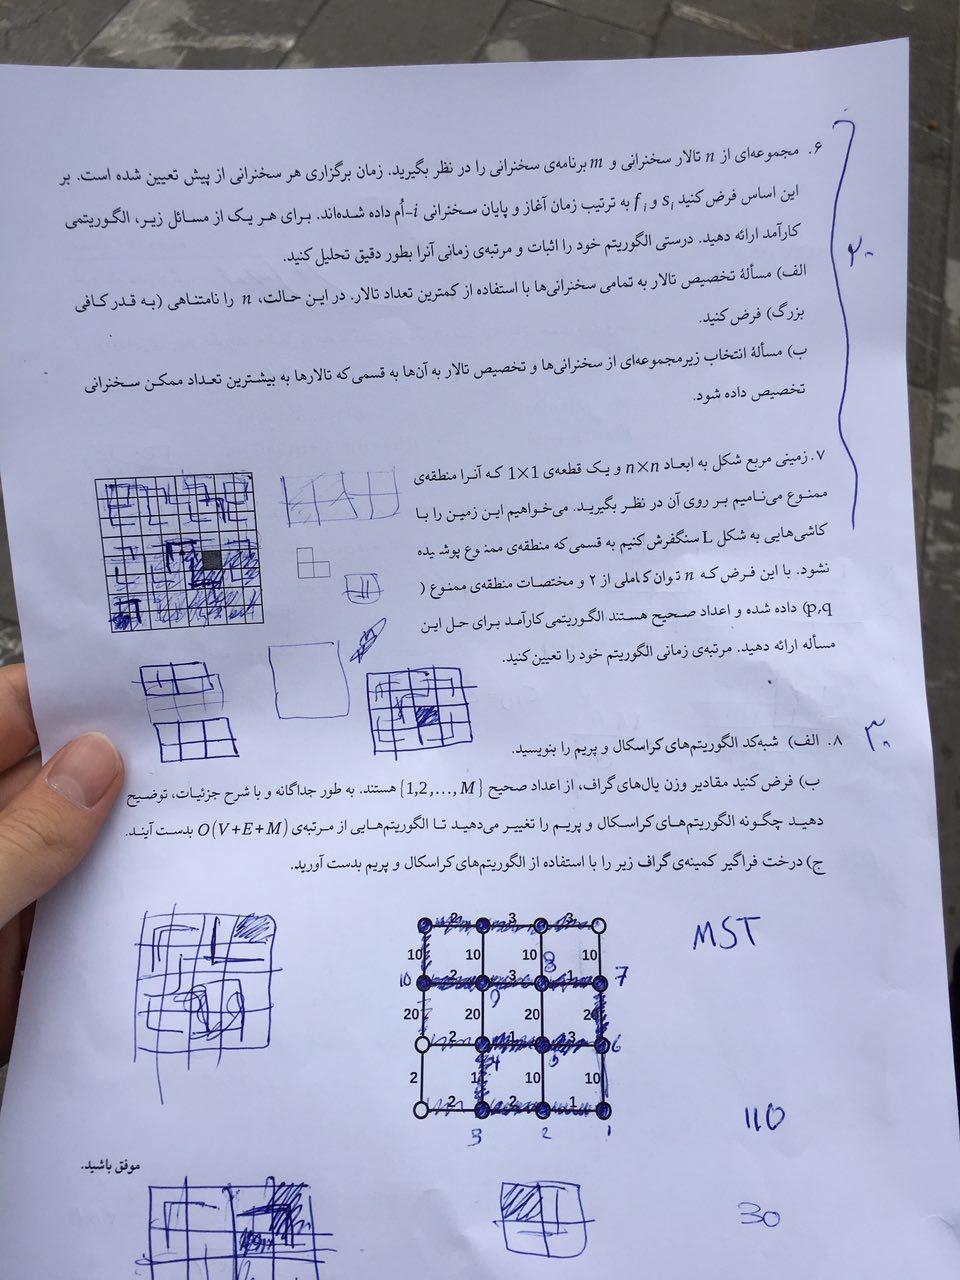 ۲۰
۶. مجموعه‌ای از n تالار سخنرانی و m برنامه‌ی سخنرانی را در نظر بگیرید. زمان برگزاری هر سخنرانی از پیش تعیین شده است. بر
این اساس فرض کنید sᵢ و fᵢ به ترتیب زمان آغاز و پایان سخنرانی i-اُم داده شده‌اند. برای هر یک از مسائل زیر، الگوریتمی
کارآمد ارائه دهید. درستی الگوریتم خود را اثبات و مرتبه‌ی زمانی آنرا بطور دقیق تحلیل کنید.
الف) مسألهٔ تخصیص تالار به تمامی سخنرانی‌ها با استفاده از کمترین تعداد تالار. در این حالت، n را نامتناهی (به قدر کافی
بزرگ) فرض کنید.
ب) مسألهٔ انتخاب زیرمجموعه‌ای از سخنرانی‌ها و تخصیص تالار به آن‌ها به قسمی که تالارها به بیشترین تعداد ممکن سخنرانی
تخصیص داده شود.
۷. زمینی مربع شکل به ابعاد n×n و یک قطعه‌ی 1×1 که آنرا منطقه‌ی
ممنوع می‌نامیم بر روی آن در نظر بگیرید. می‌خواهیم این زمین را با
کاشی‌هایی به شکل L سنگفرش کنیم به قسمی که منطقه‌ی ممنوع پوشیده
نشود. با این فرض که n توان کاملی از ۲ و مختصات منطقه‌ی ممنوع (
p,q) داده شده و اعداد صحیح هستند الگوریتمی کارآمد برای حل این
مسأله ارائه دهید. مرتبه‌ی زمانی الگوریتم خود را تعیین کنید.
۳۰
۸. الف) شبه‌کد الگوریتم‌های کراسکال و پریم را بنویسید.
ب) فرض کنید مقادیر وزن یال‌های گراف، از اعداد صحیح {1,2,…,M} هستند. به طور جداگانه و با شرح جزئیات، توضیح
دهید چگونه الگوریتم‌های کراسکال و پریم را تغییر می‌دهید تا الگوریتم‌هایی از مرتبه‌ی O(V+E+M) بدست آیند.
ج) درخت فراگیر کمینه‌ی گراف زیر را با استفاده از الگوریتم‌های کراسکال و پریم بدست آورید.
2 3 3
MST
10 10 10 10
8
10 2 3 1 7
9
20 20 20 20
2 1 3 6
4 5
2 1 10 10
2 2 1
3 2 1
110
موفق باشید.
30